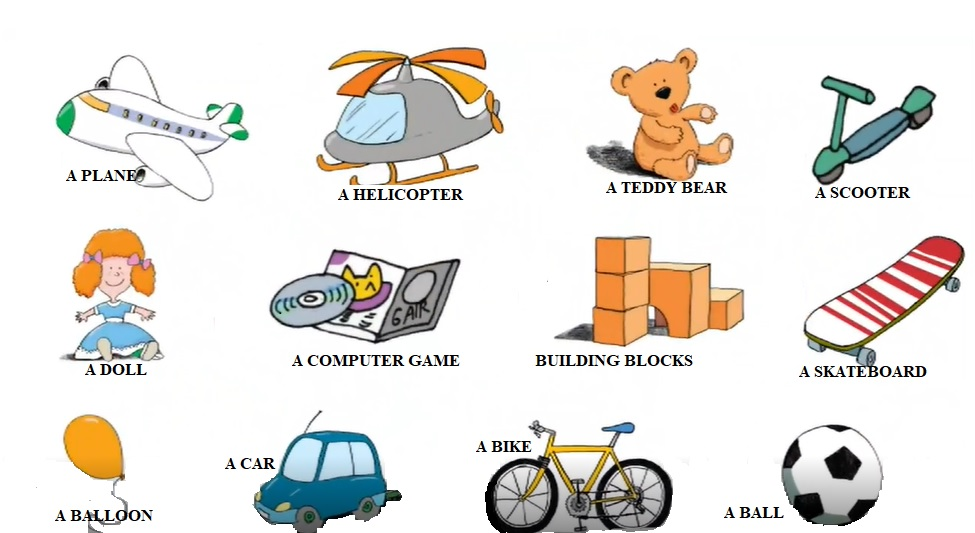 A PLANE
A HELICOPTER
A TEDDY BEAR
A SCOOTER
A DOLL
A COMPUTER GAME
BUILDING BLOCKS
A SKATEBOARD
A BALLOON
A CAR
A BIKE
A BALL